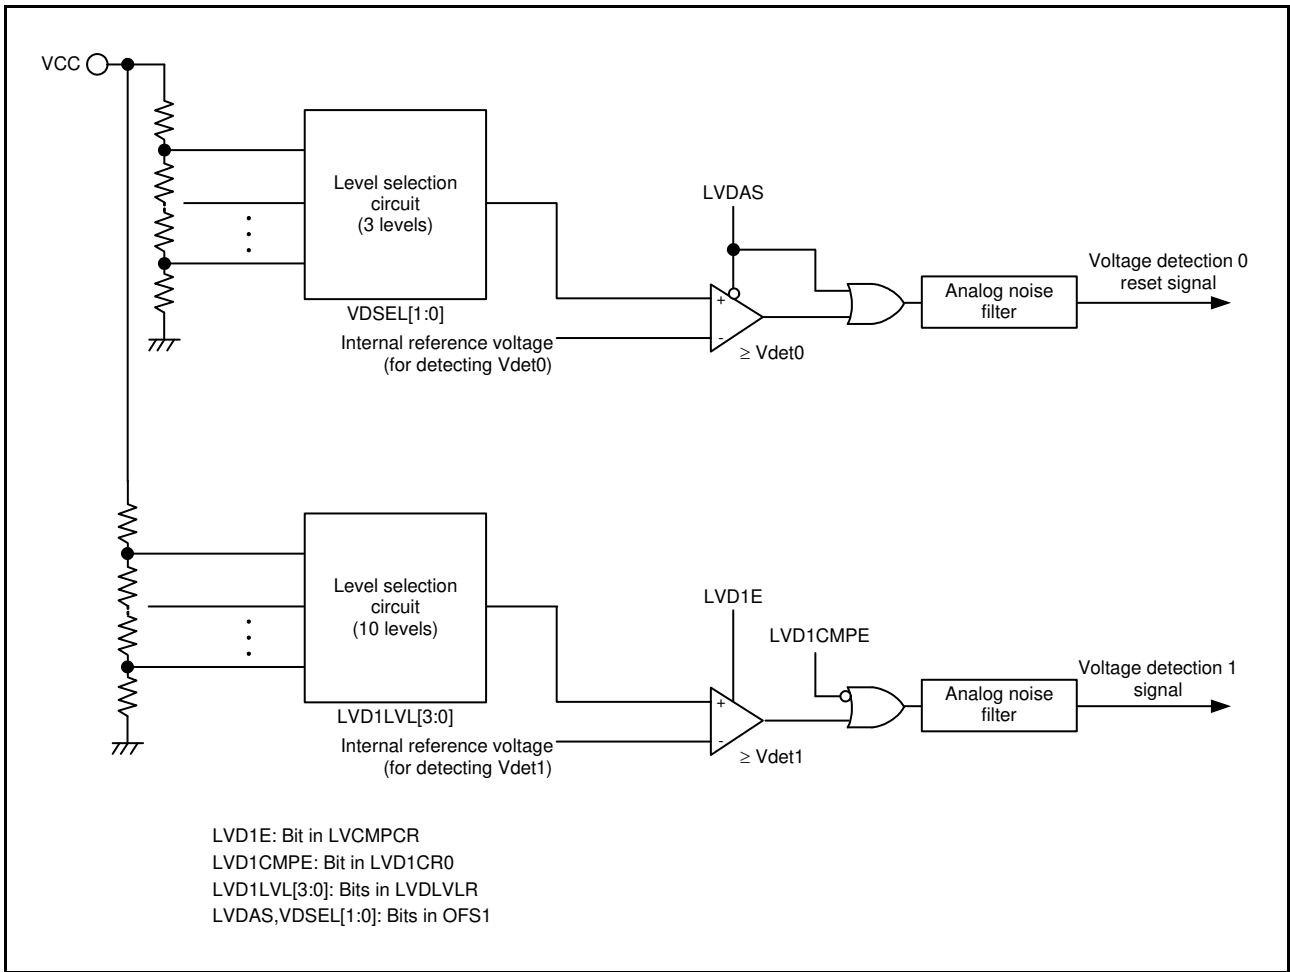 VCC
Level selection
circuit
(3 levels)
VDSEL[1:0]
Internal reference voltage
(for detecting Vdet0)
LVDAS
+
-
≥ Vdet0
Analog noise
filter
Voltage detection 0
reset signal
Level selection
circuit
(10 levels)
LVD1LVL[3:0]
Internal reference voltage
(for detecting Vdet1)
LVD1E
LVD1CMPE
+
-
≥ Vdet1
Analog noise
filter
Voltage detection 1
signal
LVD1E: Bit in LVCMPCR
LVD1CMPE: Bit in LVD1CR0
LVD1LVL[3:0]: Bits in LVDLVLR
LVDAS,VDSEL[1:0]: Bits in OFS1